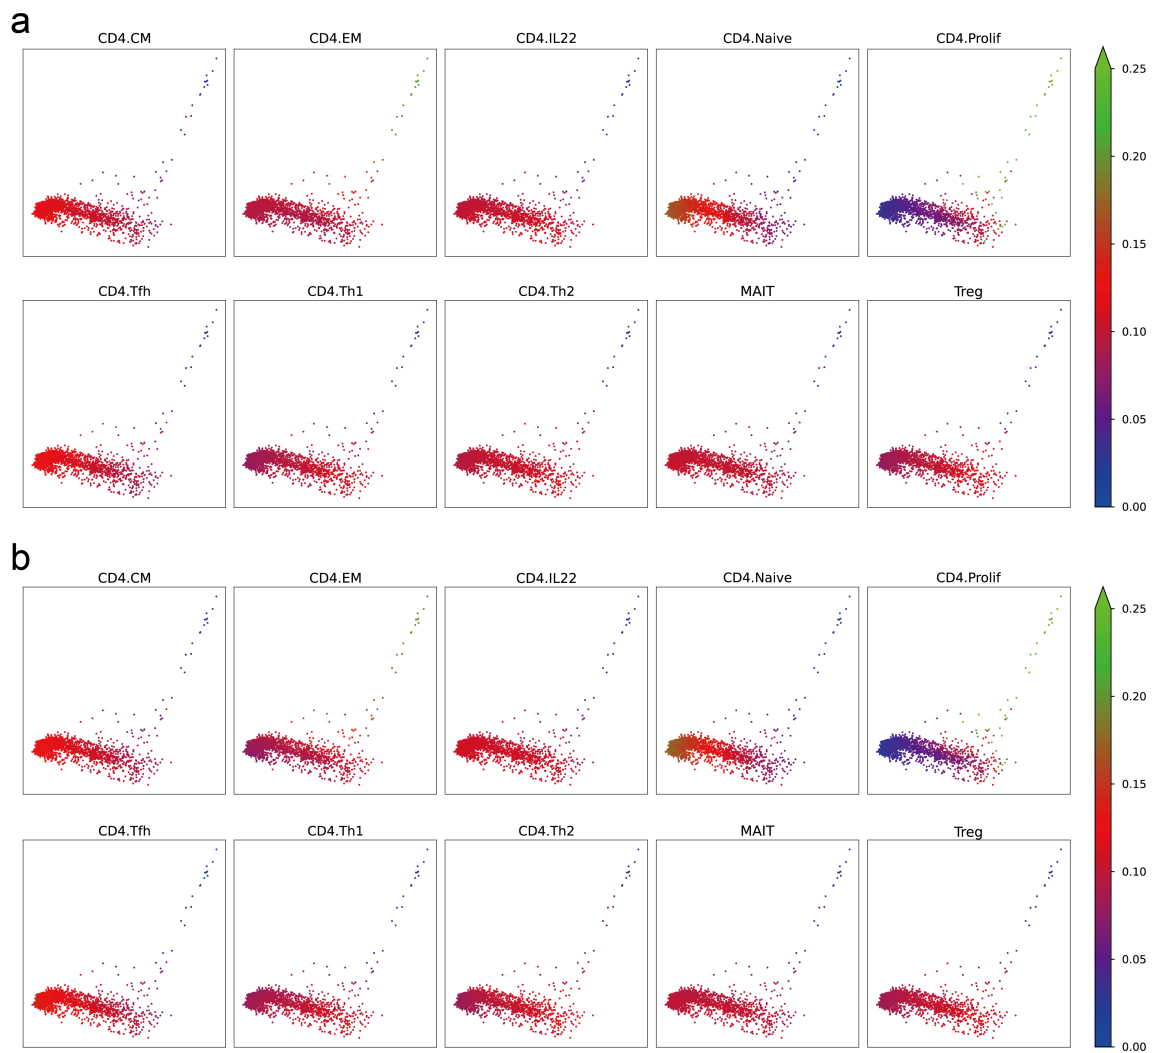 a
CD4.CM CD4.EM CD4.IL22 CD4.Naive CD4.Prolif
0.25
0.20
0.15
CD4.Tfh CD4.Th1 CD4.Th2 MAIT Treg
0.10
0.05
0.00
b
CD4.CM CD4.EM CD4.IL22 CD4.Naive CD4.Prolif
0.25
0.20
0.15
CD4.Tfh CD4.Th1 CD4.Th2 MAIT Treg
0.10
0.05
0.00